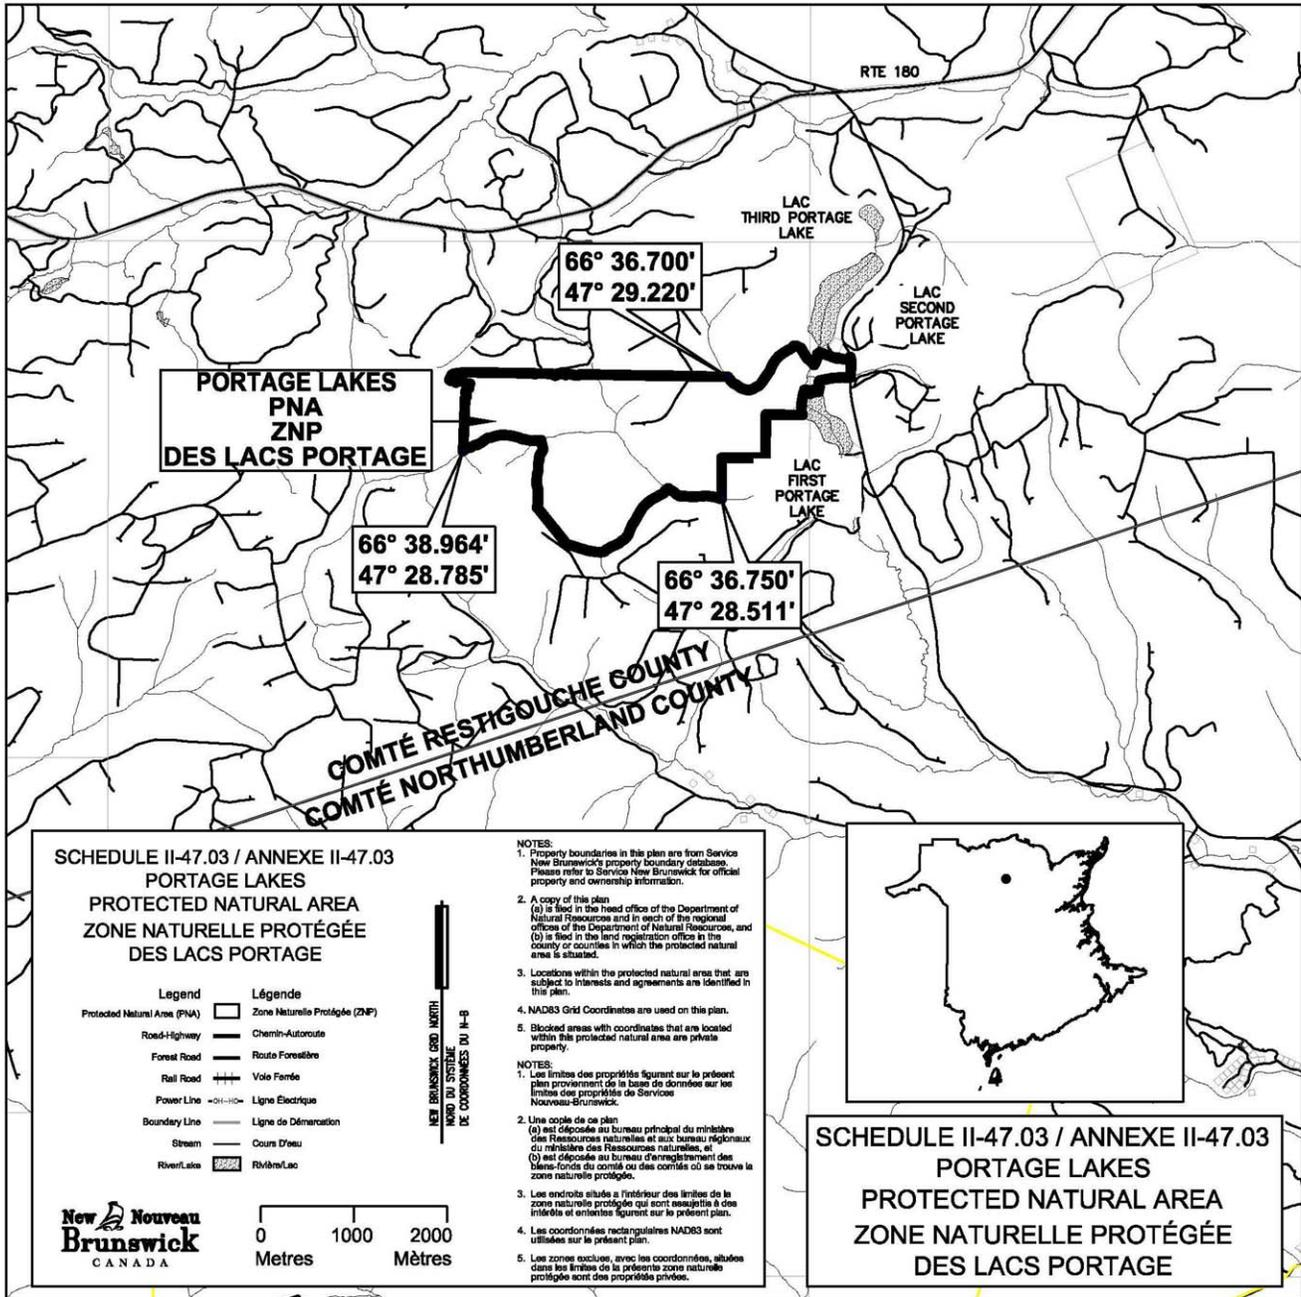 RTE 180
LAC
THIRD PORTAGE
LAKE
66° 36.700'
47° 29.220'
LAC
SECOND
PORTAGE
LAKE
PORTAGE LAKES
PNA
ZNP
DES LACS PORTAGE
LAC
FIRST
PORTAGE
LAKE
66° 38.964'
47° 28.785'
66° 36.750'
47° 28.511'
COMTÉ RESTIGOUCHE COUNTY
COMTÉ NORTHUMBERLAND COUNTY
SCHEDULE II-47.03 / ANNEXE II-47.03
PORTAGE LAKES
PROTECTED NATURAL AREA
ZONE NATURELLE PROTÉGÉE
DES LACS PORTAGE
Legend Légende
Protected Natural Area (PNA) Zone Naturelle Protégée (ZNP)
Road-Highway Chemin-Autoroute
Forest Road Route Forestière
Rail Road Voie Ferrée
Power Line -OH-HO- Ligne Électrique
Boundary Line Ligne de Démarcation
Stream Cours D'eau
River/Lake Rivière/Lac
NEW BRUNSWICK GRID NORTH
NORD DU SYSTÈME
DE COORDONNÉES DU N-B
New Nouveau
Brunswick
CANADA
0 1000 2000
Metres Mètres
NOTES:
1. Property boundaries in this plan are from Service
New Brunswick's property boundary database.
Please refer to Service New Brunswick for official
property and ownership information.
2. A copy of this plan
(a) is filed in the head office of the Department of
Natural Resources and in each of the regional
offices of the Department of Natural Resources, and
(b) is filed in the land registration office in the
county or counties in which the protected natural
area is situated.
3. Locations within the protected natural area that are
subject to interests and agreements are identified in
this plan.
4. NAD83 Grid Coordinates are used on this plan.
5. Blocked areas with coordinates that are located
within this protected natural area are private
property.
NOTES:
1. Les limites des propriétés figurant sur le présent
plan proviennent de la base de données sur les
limites des propriétés de Services
Nouveau-Brunswick.
2. Une copie de ce plan
(a) est déposée au bureau principal du ministère
des Ressources naturelles et aux bureau régionaux
du ministère des Ressources naturelles, et
(b) est déposée au bureau d'enregistrement des
biens-fonds du comté ou des comtés où se trouve la
zone naturelle protégée.
3. Les endroits situés a l'intérieur des limites de la
zone naturelle protégée qui sont assujettis à des
intérêts et ententes figurent sur le présent plan.
4. Les coordonnées rectangulaires NAD83 sont
utilisées sur le présent plan.
5. Les zones exclues, avec les coordonnées, situées
dans les limites de la présente zone naturelle
protégée sont des propriétés privées.
SCHEDULE II-47.03 / ANNEXE II-47.03
PORTAGE LAKES
PROTECTED NATURAL AREA
ZONE NATURELLE PROTÉGÉE
DES LACS PORTAGE